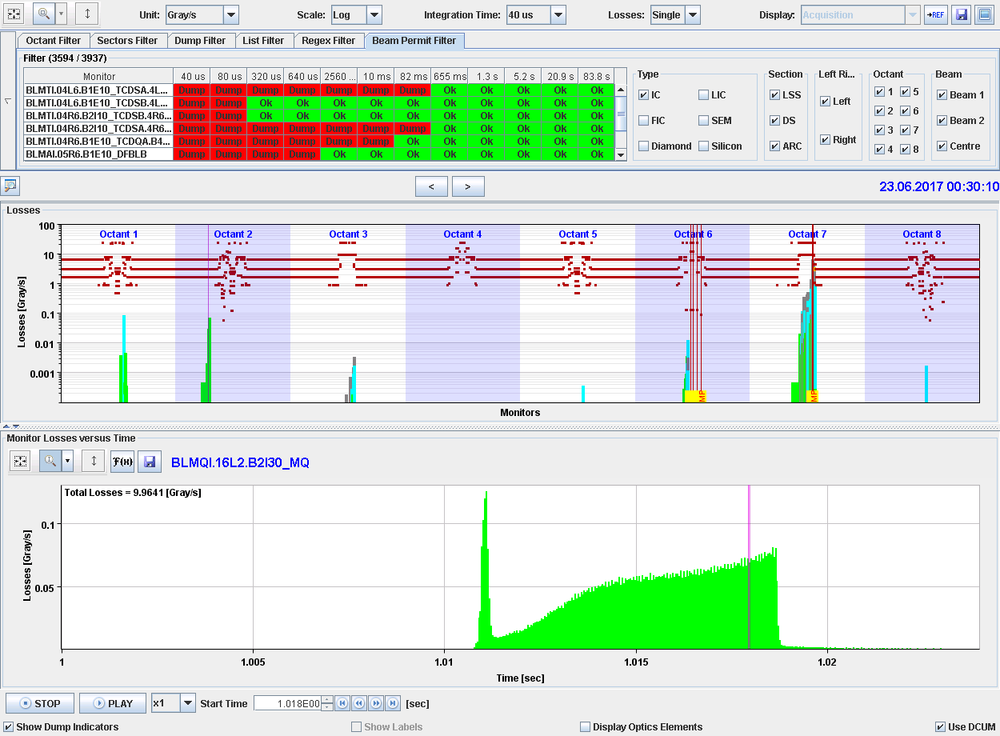 Unit: Gray/s Scale: Log Integration Time: 40 us Losses: Single Display: Acquisition →REF
Octant Filter Sectors Filter Dump Filter List Filter Regex Filter Beam Permit Filter
Filter (3594 / 3937)
Monitor 40 us 80 us 320 us 640 us 2560 ... 10 ms 82 ms 655 ms 1.3 s 5.2 s 20.9 s 83.8 s
BLMTI.04L6.B1E10_TCDSA.4L... Dump Dump Dump Dump Dump Dump Dump Ok Ok Ok Ok Ok
BLMTI.04L6.B1E10_TCDSB.4L... Dump Dump Ok Ok Ok Ok Ok Ok Ok Ok Ok Ok
BLMTI.04R6.B2I10_TCDSB.4R6... Dump Dump Ok Ok Ok Ok Ok Ok Ok Ok Ok Ok
BLMTI.04R6.B2I10_TCDSA.4R6... Dump Dump Dump Dump Dump Dump Dump Ok Ok Ok Ok Ok
BLMTI.04R6.B1E10_TCDQA.B4... Dump Dump Dump Dump Dump Dump Ok Ok Ok Ok Ok Ok
BLMAI.05R6.B1E10_DFBLB Dump Dump Dump Dump Ok Ok Ok Ok Ok Ok Ok Ok
Type
IC LIC
FIC SEM
Diamond Silicon
Section
LSS
DS
ARC
Left Ri...
Left
Right
Octant
1 5
2 6
3 7
4 8
Beam
Beam 1
Beam 2
Centre
< > 23.06.2017 00:30:10
Losses
Octant 1 Octant 2 Octant 3 Octant 4 Octant 5 Octant 6 Octant 7 Octant 8
100
10
1
0.1
0.01
0.001
Losses [Gray/s]
MP MP
Monitors
Monitor Losses versus Time
F(x) BLMQI.16L2.B2I30_MQ
Total Losses = 9.9641 [Gray/s]
0.1
0.05
Losses [Gray/s]
1 1.005 1.01 1.015 1.02
Time [sec]
STOP PLAY x1 Start Time 1.018E00 [sec]
Show Dump Indicators Show Labels Display Optics Elements Use DCUM